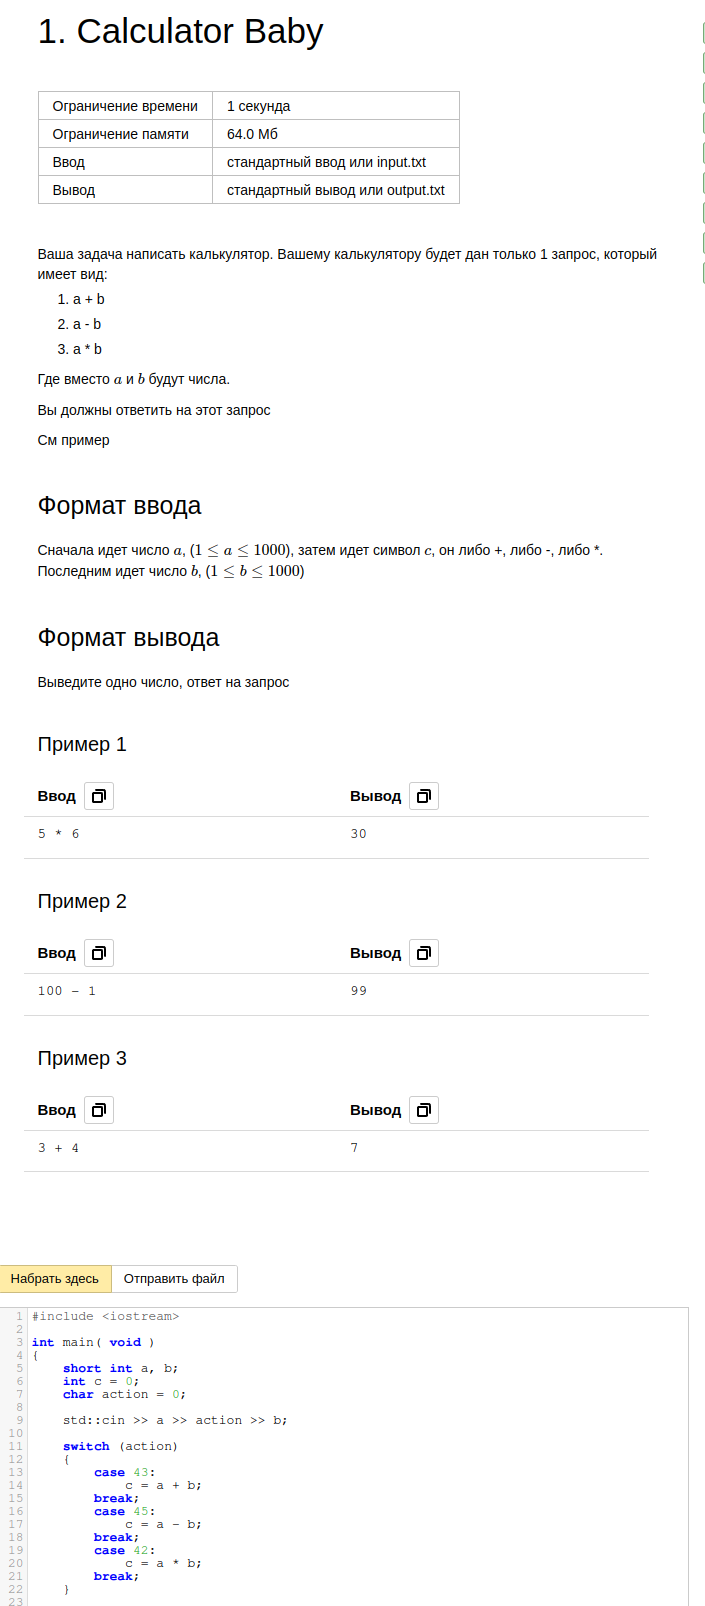 1. Calculator Baby
Ограничение времени 1 секунда
Ограничение памяти 64.0 Мб
Ввод стандартный ввод или input.txt
Вывод стандартный вывод или output.txt
Ваша задача написать калькулятор. Вашему калькулятору будет дан только 1 запрос, который
имеет вид:
1. a + b
2. a - b
3. a * b
Где вместо a и b будут числа.
Вы должны ответить на этот запрос
См пример
Формат ввода
Сначала идет число a, (1 ≤ a ≤ 1000), затем идет символ c, он либо +, либо -, либо *.
Последним идет число b, (1 ≤ b ≤ 1000)
Формат вывода
Выведите одно число, ответ на запрос
Пример 1
Ввод Вывод
5 * 6 30
Пример 2
Ввод Вывод
100 - 1 99
Пример 3
Ввод Вывод
3 + 4 7
Набрать здесь Отправить файл
1 #include <iostream>
2
3 int main( void )
4 {
5 short int a, b;
6 int c = 0;
7 char action = 0;
8
9 std::cin >> a >> action >> b;
10
11 switch (action)
12 {
13 case 43:
14 c = a + b;
15 break;
16 case 45:
17 c = a - b;
18 break;
19 case 42:
20 c = a * b;
21 break;
22 }
23